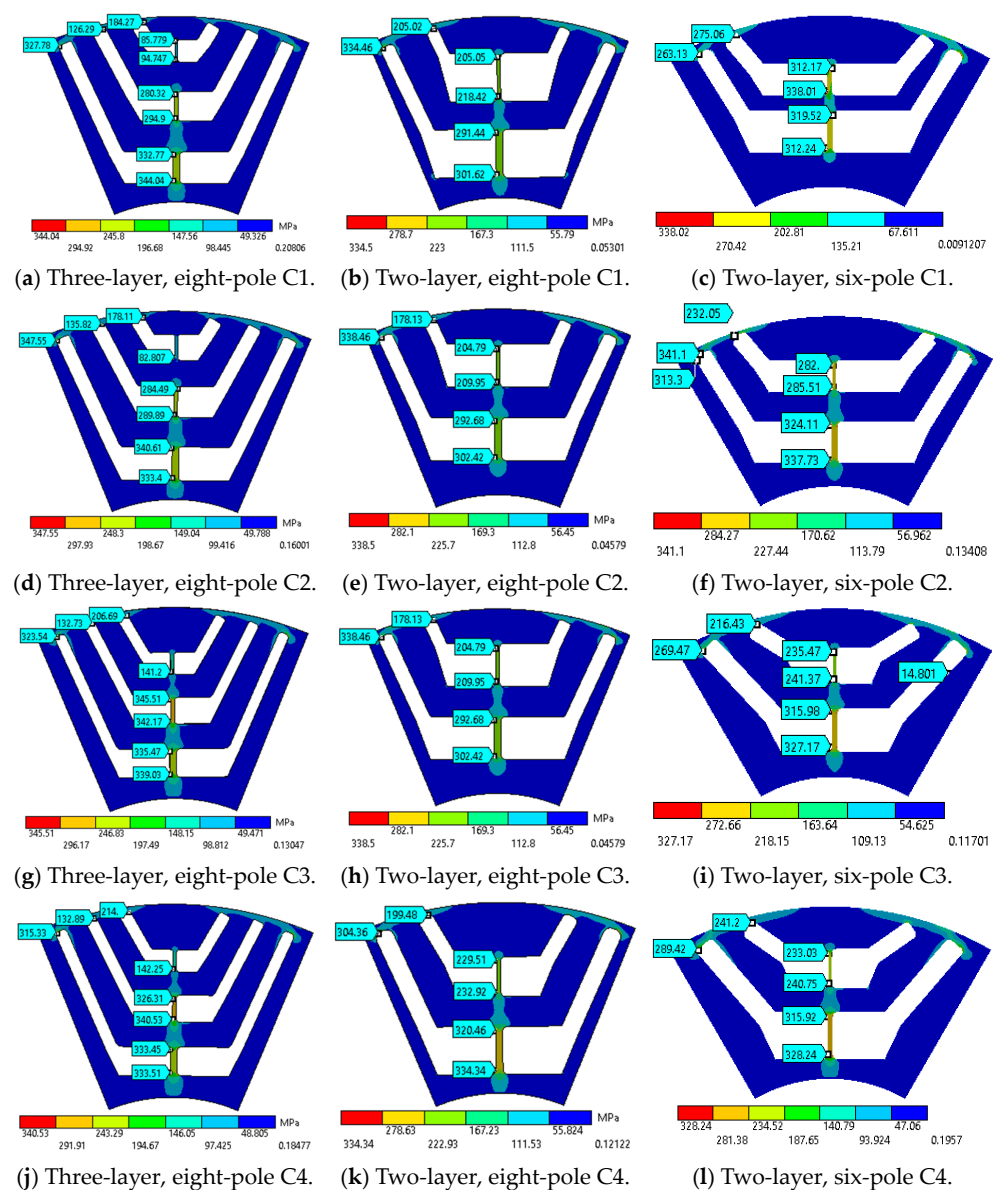 184.27
126.29
327.78
85.779
94.747
280.32
294.9
332.77
344.04
MPa
344.04 245.8 147.56 49.326
294.92 196.68 98.445 0.20806
(a) Three-layer, eight-pole C1.
205.02
334.46
205.05
218.42
291.44
301.62
MPa
278.7 167.3 55.79
334.5 223 111.5 0.05301
(b) Two-layer, eight-pole C1.
275.06
263.13
312.17
338.01
319.52
312.24
338.02 202.81 67.611
270.42 135.21 0.0091207
(c) Two-layer, six-pole C1.
178.11
135.82
347.55
82.807
284.49
289.89
340.61
333.4
MPa
347.55 248.3 149.04 49.788
297.93 198.67 99.416 0.16001
(d) Three-layer, eight-pole C2.
178.13
338.46
204.79
209.95
292.68
302.42
MPa
282.1 169.3 56.45
338.5 225.7 112.8 0.04579
(e) Two-layer, eight-pole C2.
232.05
341.1
313.3
282.
285.51
324.11
337.73
284.27 170.62 56.962
341.1 227.44 113.79 0.13408
(f) Two-layer, six-pole C2.
206.69
132.73
323.54
141.2
345.51
342.17
335.47
339.03
MPa
345.51 246.83 148.15 49.471
296.17 197.49 98.812 0.13047
(g) Three-layer, eight-pole C3.
178.13
338.46
204.79
209.95
292.68
302.42
MPa
282.1 169.3 56.45
338.5 225.7 112.8 0.04579
(h) Two-layer, eight-pole C3.
216.43
269.47
235.47
14.801
241.37
315.98
327.17
272.66 163.64 54.625
327.17 218.15 109.13 0.11701
(i) Two-layer, six-pole C3.
214.
132.89
315.33
142.25
326.31
340.53
333.45
333.51
MPa
340.53 243.29 146.05 48.805
291.91 194.67 97.425 0.18477
(j) Three-layer, eight-pole C4.
199.48
304.36
229.51
232.92
320.46
334.34
MPa
278.63 167.23 55.824
334.34 222.93 111.53 0.12122
(k) Two-layer, eight-pole C4.
241.2
289.42
233.03
240.75
315.92
328.24
328.24 234.52 140.79 47.06
281.38 187.65 93.924 0.1957
(l) Two-layer, six-pole C4.